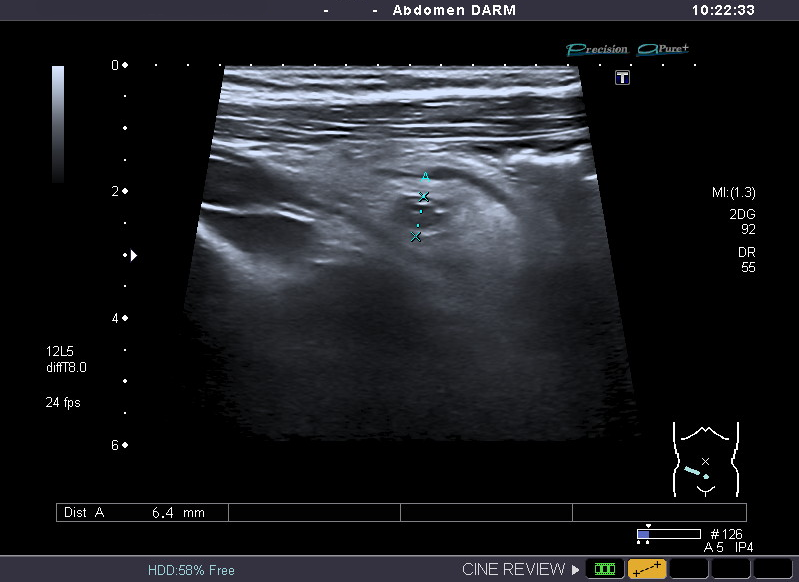 - - Abdomen DARM 10:22:33
Precision APure+
T
0
2
4
6
A
MI:(1.3)
2DG
92
DR
55
12L5
diffT8.0
24 fps
Dist A 6.4 mm
#126
A 5 IP4
HDD:58% Free
CINE REVIEW